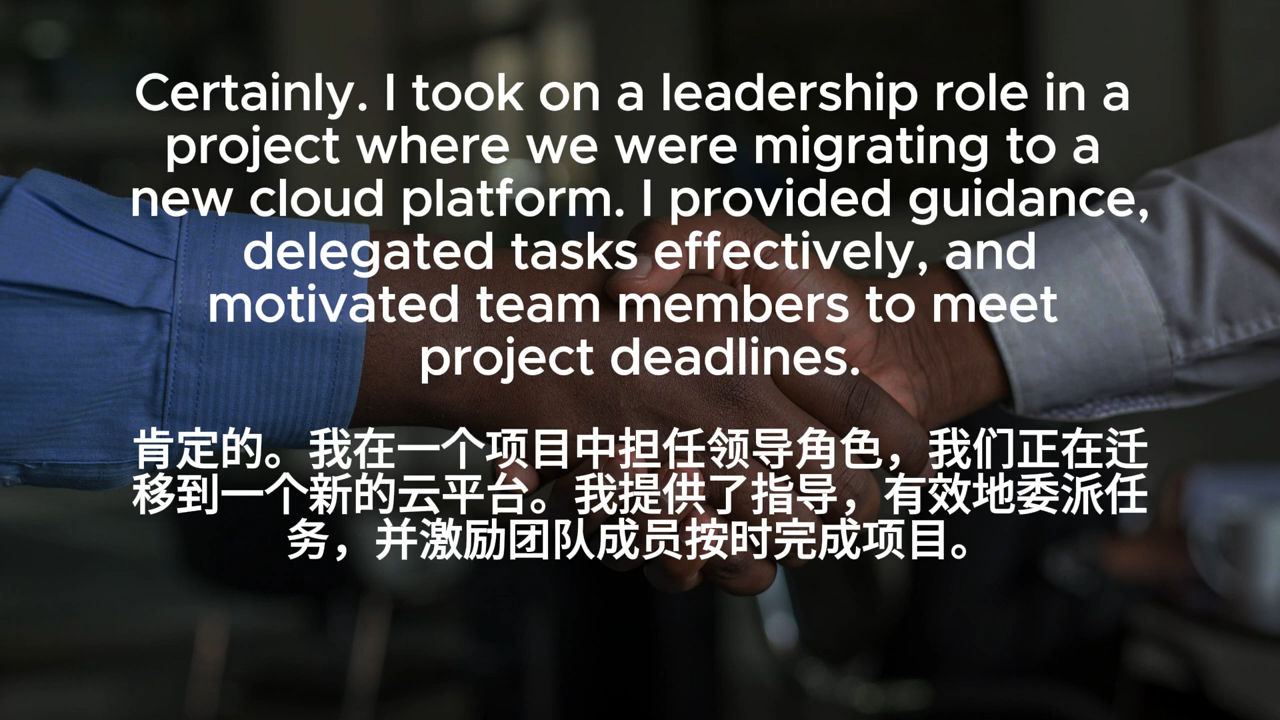 Certainly. I took on a leadership role in a
project where we were migrating to a
new cloud platform. I provided guidance,
delegated tasks effectively, and
motivated team members to meet
project deadlines.
肯定的。我在一个项目中担任领导角色，我们正在迁
移到一个新的云平台。我提供了指导，有效地委派任
务，并激励团队成员按时完成项目。